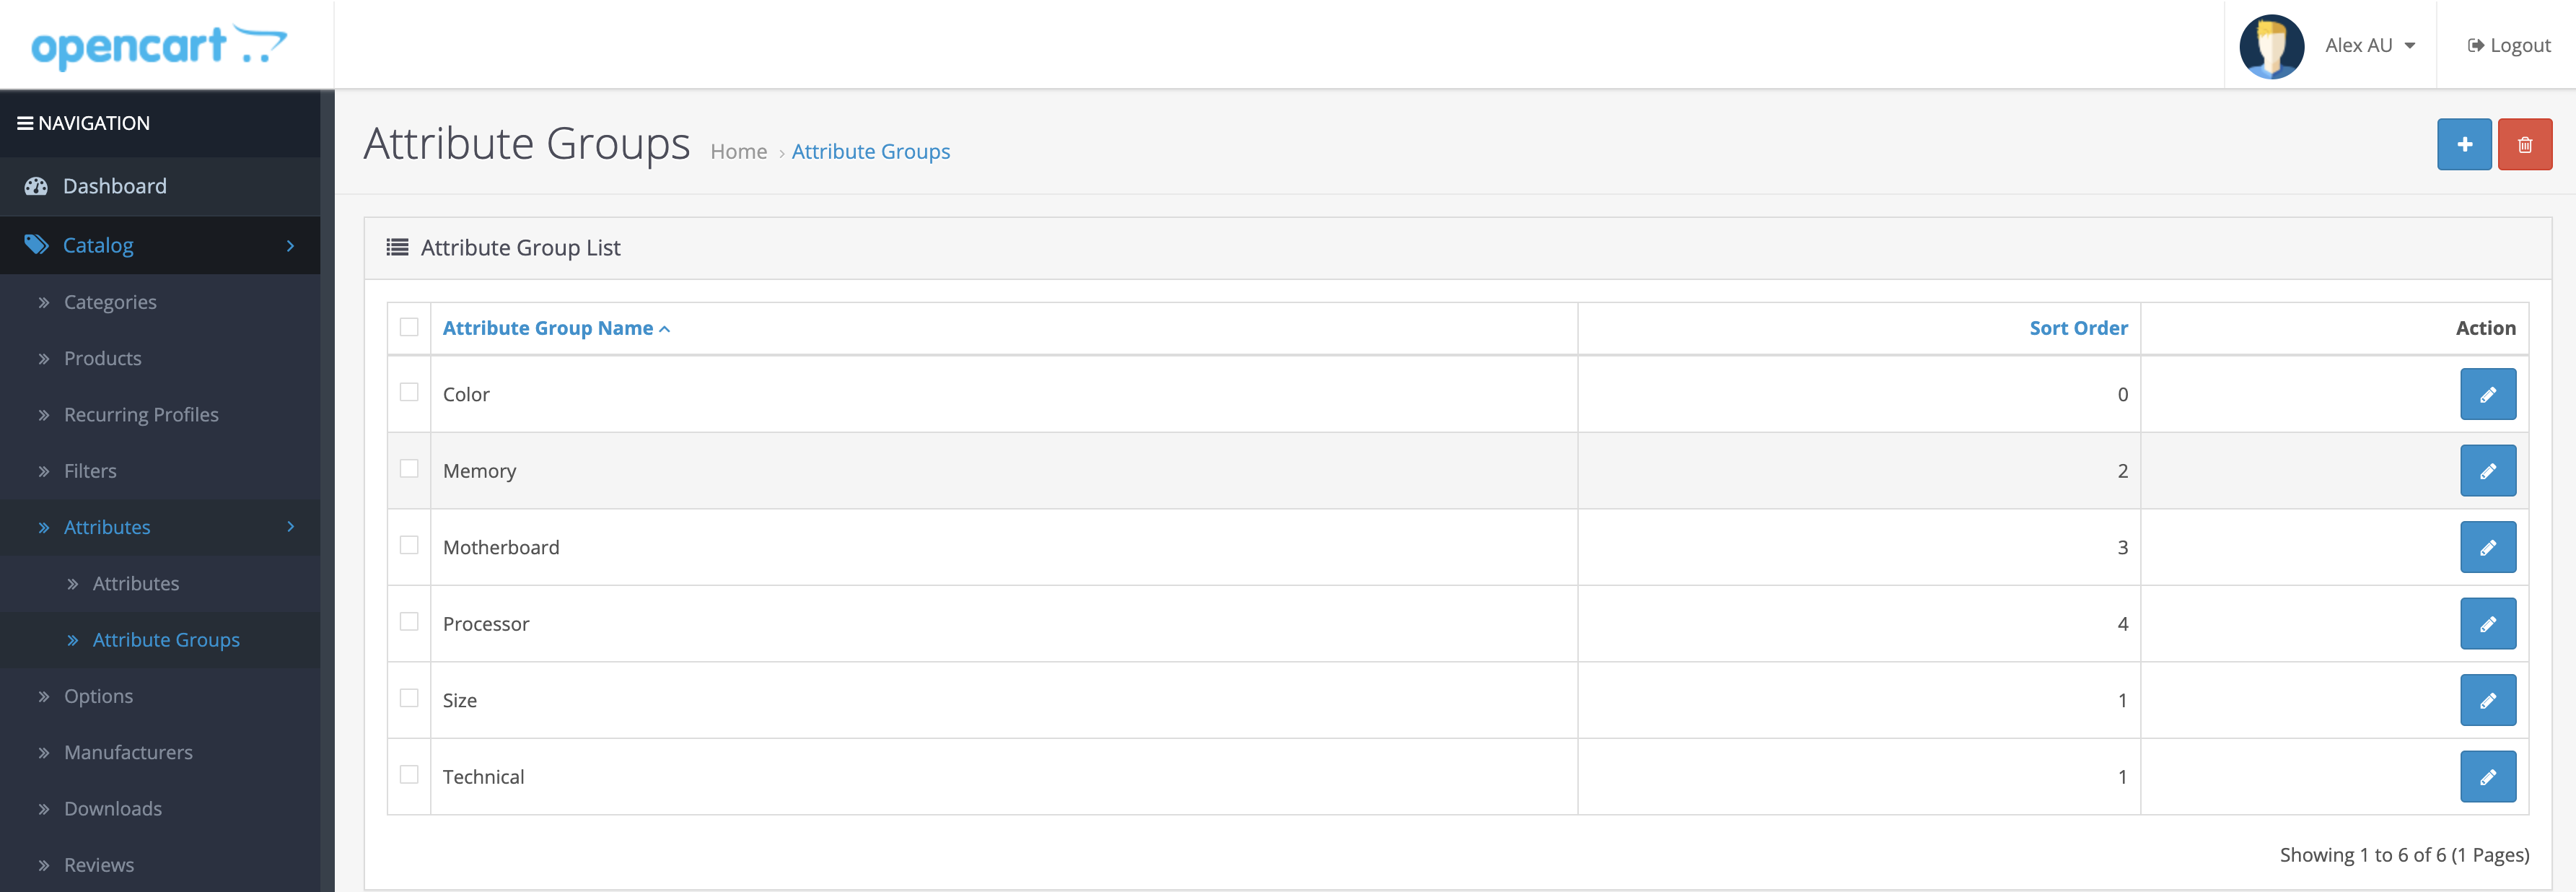 opencart
Alex AU
Logout
NAVIGATION
Dashboard
Catalog
Categories
Products
Recurring Profiles
Filters
Attributes
Attributes
Attribute Groups
Options
Manufacturers
Downloads
Reviews
Attribute Groups Home › Attribute Groups
Attribute Group List
Attribute Group Name Sort Order Action
Color 0
Memory 2
Motherboard 3
Processor 4
Size 1
Technical 1
Showing 1 to 6 of 6 (1 Pages)